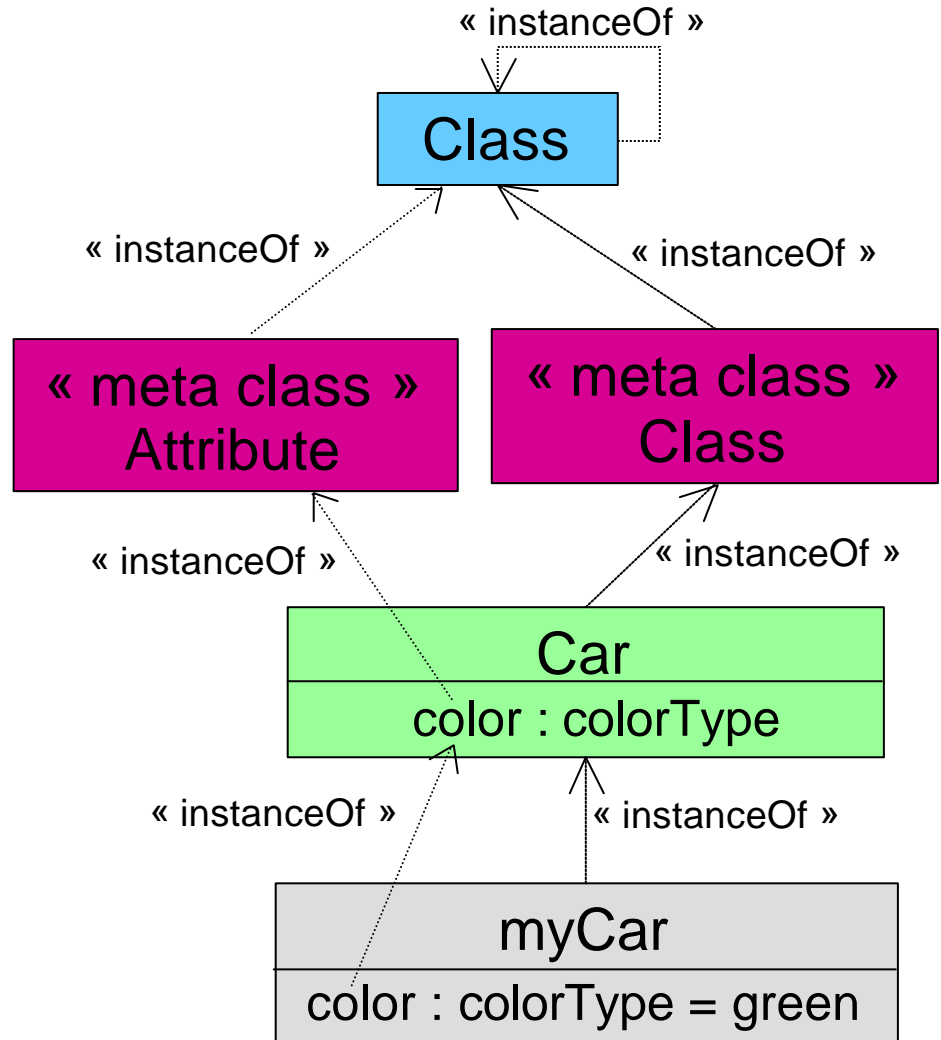 « instanceOf »
Class
« instanceOf »
« instanceOf »
« meta class »
Attribute
« meta class »
Class
« instanceOf »
« instanceOf »
Car
color : colorType
« instanceOf »
« instanceOf »
myCar
color : colorType = green